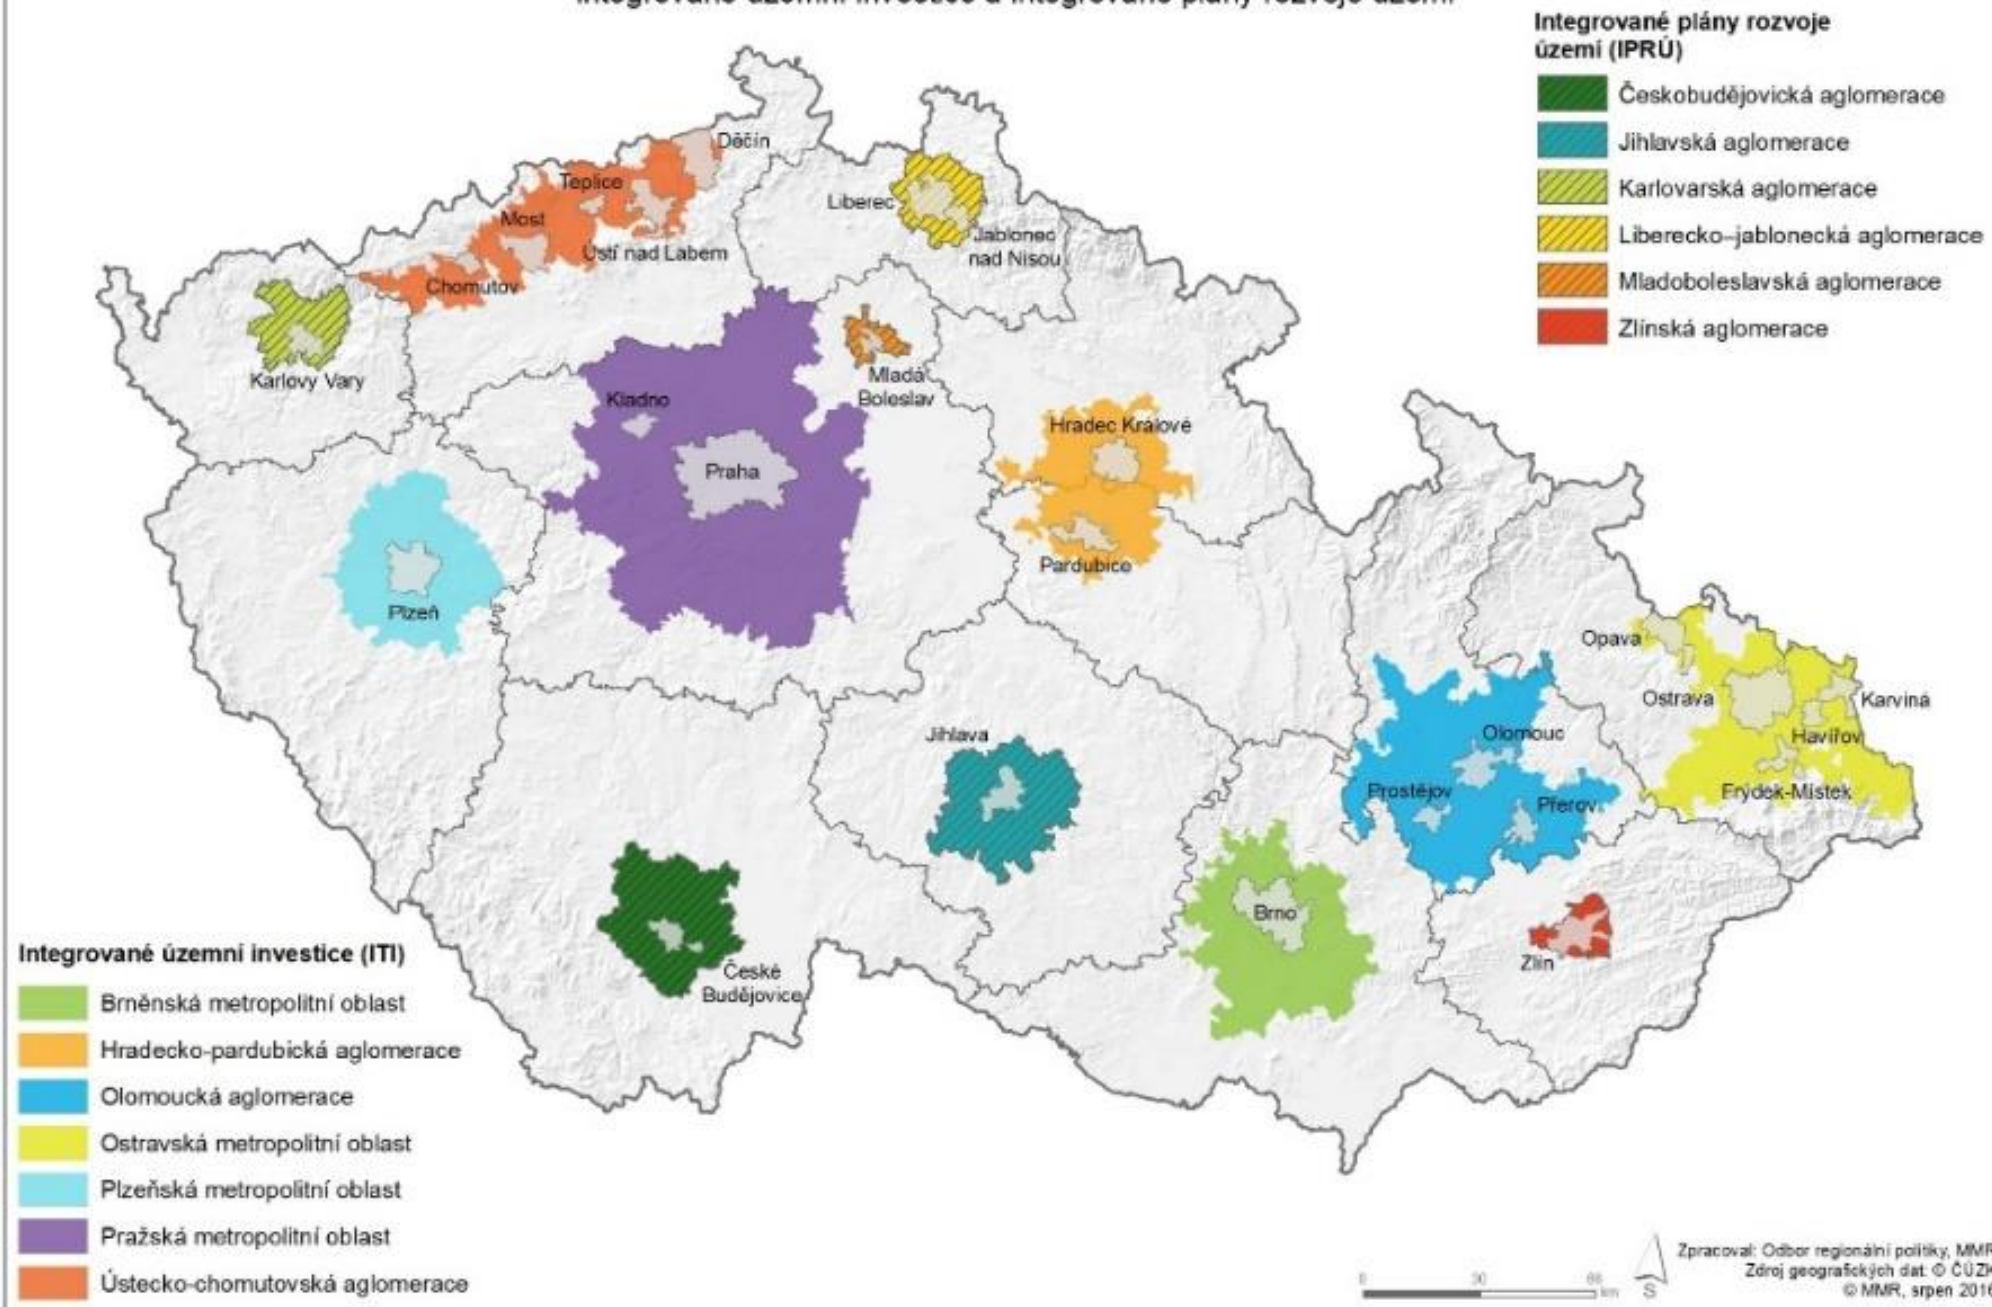 Integrované plány rozvoje
území (IPRÚ)
Českobudějovická aglomerace
Jihlavská aglomerace
Karlovarská aglomerace
Liberecko–jablonecká aglomerace
Mladoboleslavská aglomerace
Zlínská aglomerace
Děčín
Teplice
Most
Ústí nad Labem
Chomutov
Liberec
Jablonec
nad Nisou
Karlovy Vary
Mladá
Boleslav
Kladno
Praha
Hradec Králové
Pardubice
Plzeň
Opava
Ostrava
Karviná
Havířov
Frýdek-Místek
Jihlava
Olomouc
Prostějov
Přerov
Brno
Zlín
České
Budějovice
Integrované územní investice (ITI)
Brněnská metropolitní oblast
Hradecko-pardubická aglomerace
Olomoucká aglomerace
Ostravská metropolitní oblast
Plzeňská metropolitní oblast
Pražská metropolitní oblast
Ústecko-chomutovská aglomerace
0 30 60
km
S
Zpracoval: Odbor regionální politiky, MMR
Zdroj geografických dat: © ČÚZK
© MMR, srpen 2016